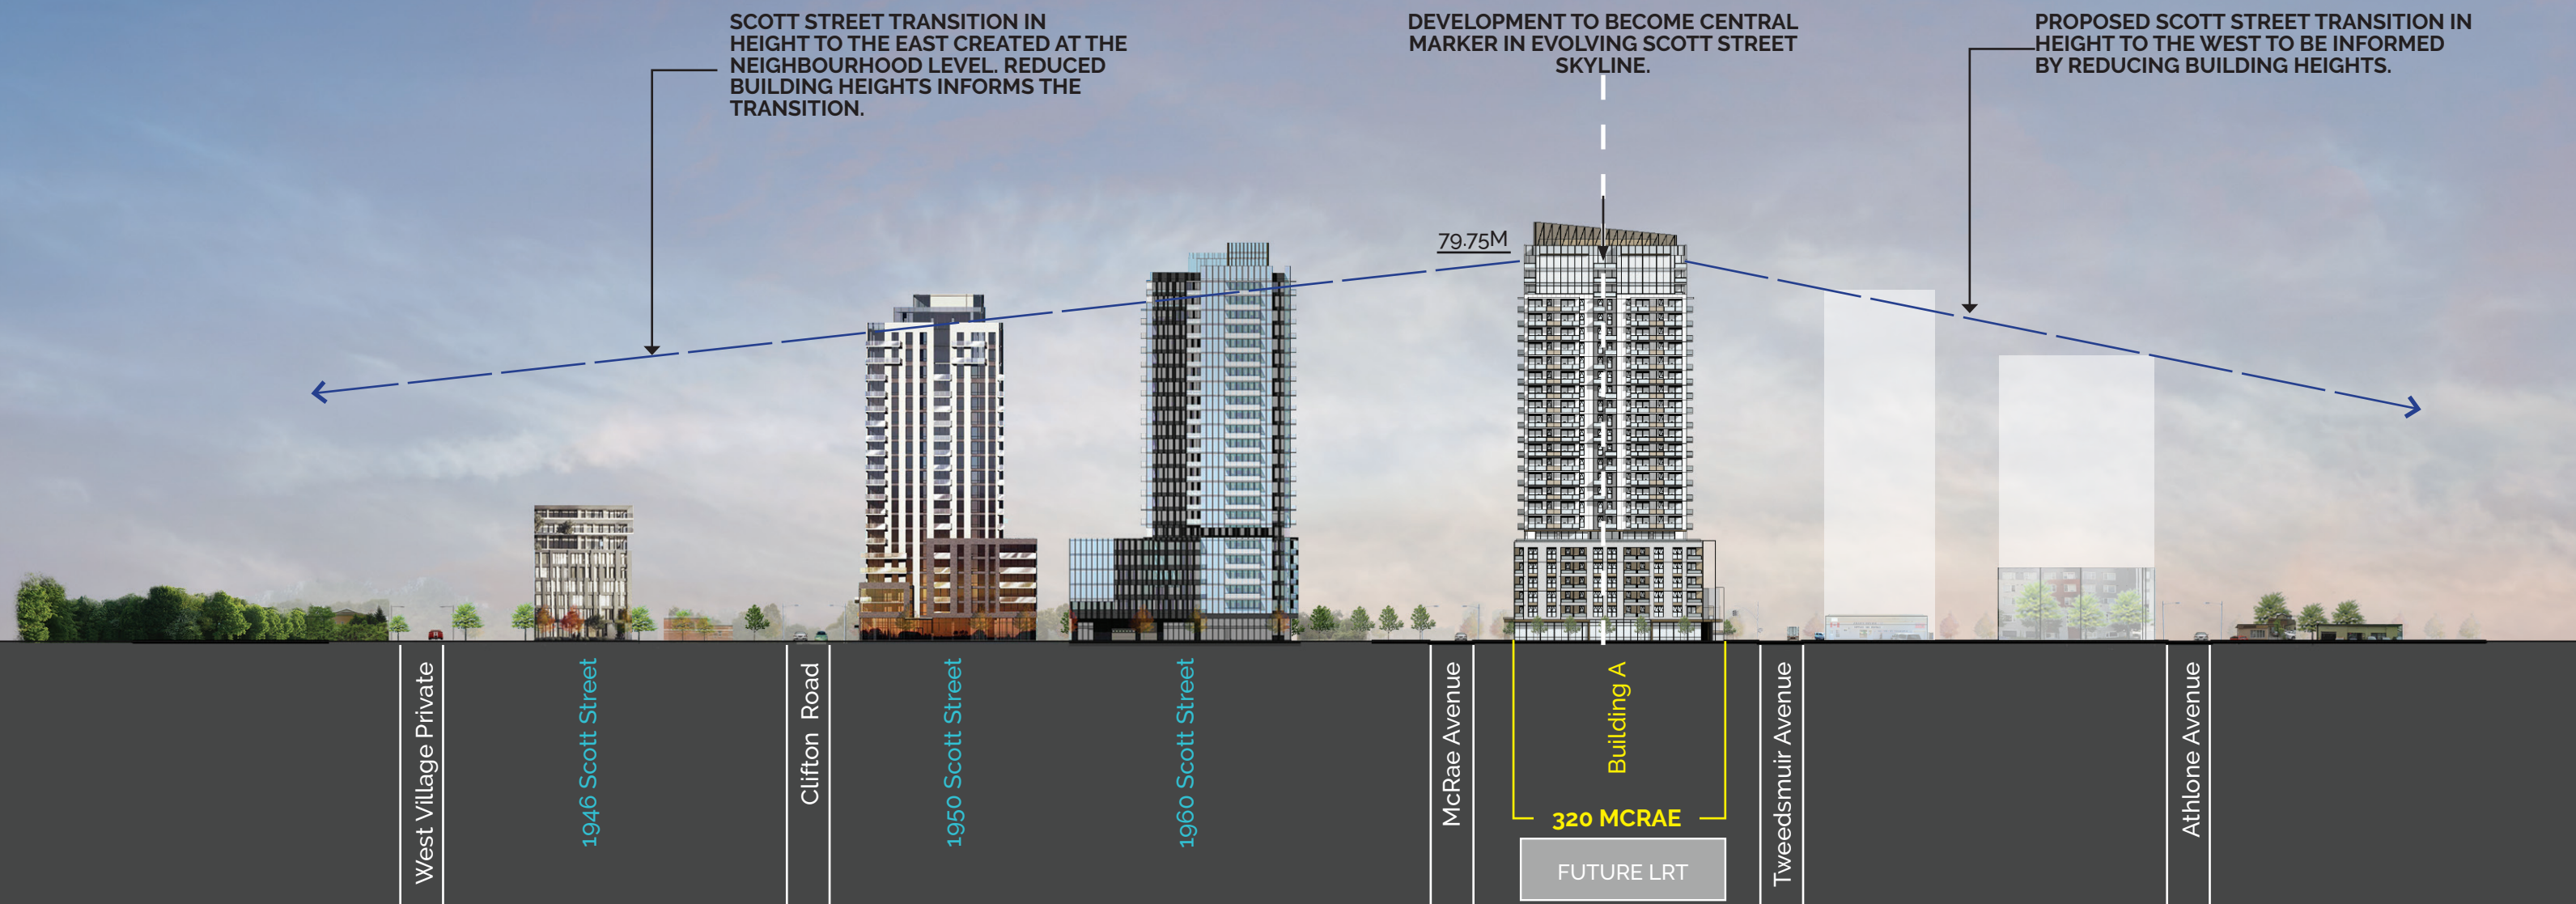 SCOTT STREET TRANSITION IN
HEIGHT TO THE EAST CREATED AT THE
NEIGHBOURHOOD LEVEL. REDUCED
BUILDING HEIGHTS INFORMS THE
TRANSITION.
DEVELOPMENT TO BECOME CENTRAL
MARKER IN EVOLVING SCOTT STREET
SKYLINE.
PROPOSED SCOTT STREET TRANSITION IN
HEIGHT TO THE WEST TO BE INFORMED
BY REDUCING BUILDING HEIGHTS.
79.75M
West Village Private
1946 Scott Street
Clifton Road
1950 Scott Street
1960 Scott Street
McRae Avenue
Building A
320 MCRAE
FUTURE LRT
Tweedsmuir Avenue
Athlone Avenue